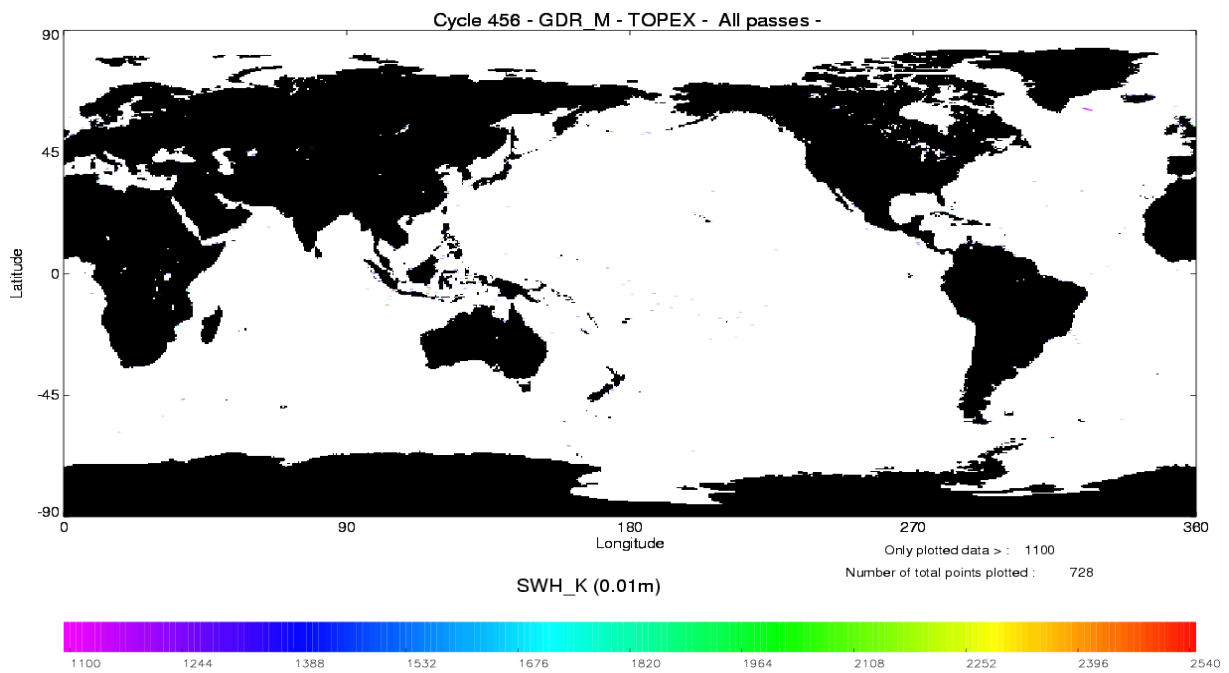 Cycle 456 - GDR_M - TOPEX - All passes -
90
45
0
-45
-90
Latitude
0 90 180 270 360
Longitude
Only plotted data > : 1100
Number of total points plotted : 728
SWH_K (0.01m)
1100 1244 1388 1532 1676 1820 1964 2108 2252 2396 2540